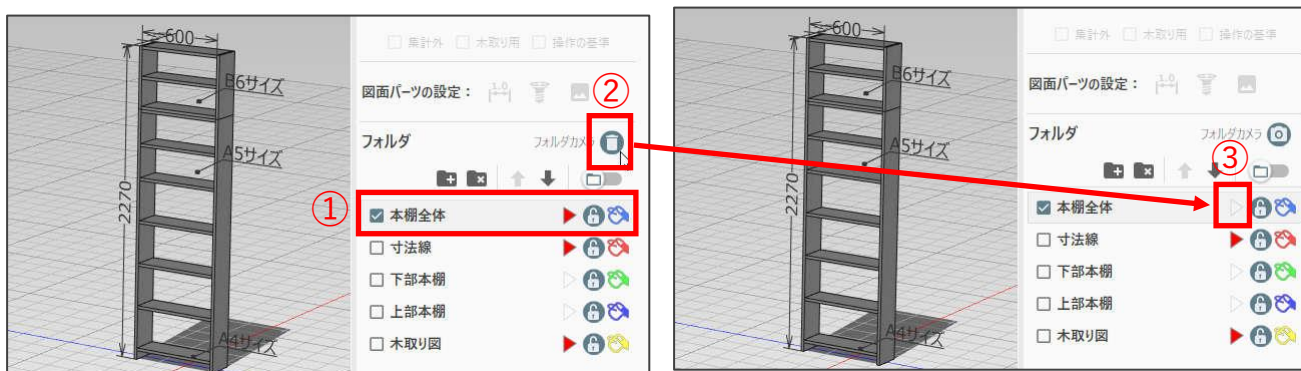 600
B6サイズ
A5サイズ
2270
A4サイズ
集計外 木取り用 操作の基準
図面パーツの設定： 1.0
②
フォルダ フォルダカメラ
①
本棚全体
寸法線
下部本棚
上部本棚
木取り図
600
B6サイズ
A5サイズ
2270
A4サイズ
集計外 木取り用 操作の基準
図面パーツの設定： 1.0
フォルダ フォルダカメラ
③
本棚全体
寸法線
下部本棚
上部本棚
木取り図